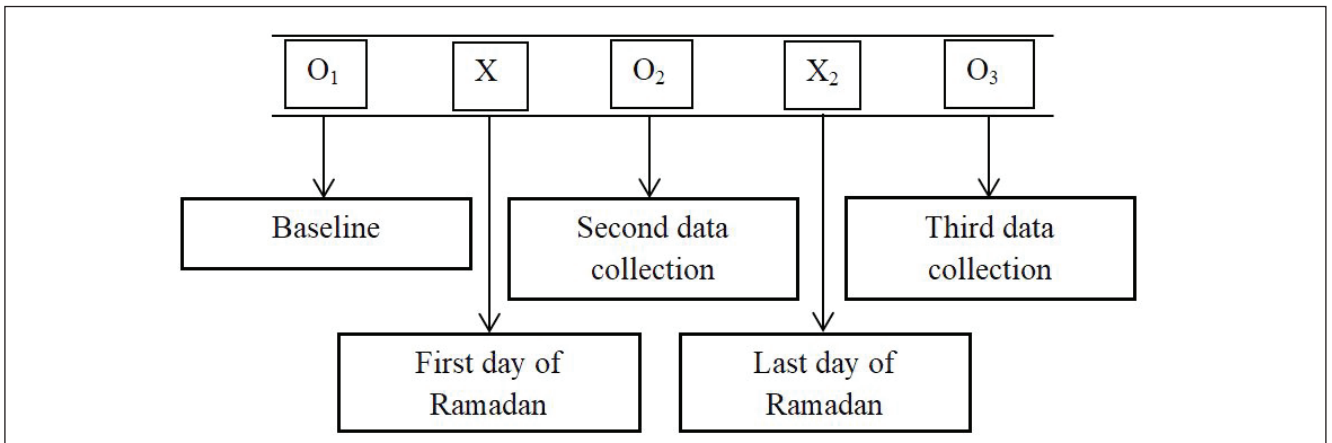 O₁ X O₂ X₂ O₃
Baseline
Second data
collection
Third data
collection
First day of
Ramadan
Last day of
Ramadan